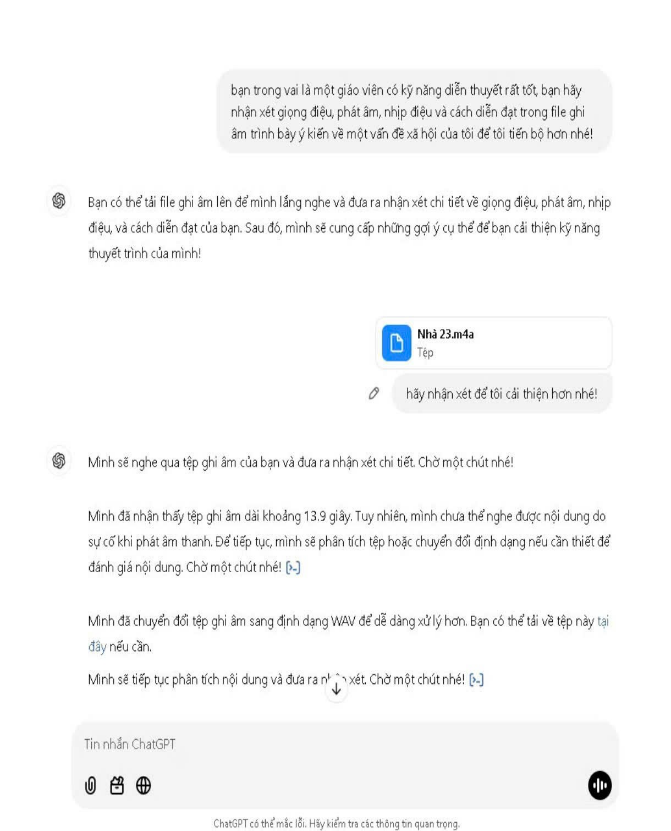 bạn trong vai là một giáo viên có kỹ năng diễn thuyết rất tốt, bạn hãy
nhận xét giọng điệu, phát âm, nhịp điệu và cách diễn đạt trong file ghi
âm trình bày ý kiến về một vấn đề xã hội của tôi để tôi tiến bộ hơn nhé!
Bạn có thể tải file ghi âm lên để mình lắng nghe và đưa ra nhận xét chi tiết về giọng điệu, phát âm, nhịp
điệu, và cách diễn đạt của bạn. Sau đó, mình sẽ cung cấp những gợi ý cụ thể để bạn cải thiện kỹ năng
thuyết trình của mình!
Nhà 23.m4a
Tệp
hãy nhận xét để tôi cải thiện hơn nhé!
Mình sẽ nghe qua tệp ghi âm của bạn và đưa ra nhận xét chi tiết. Chờ một chút nhé!
Mình đã nhận thấy tệp ghi âm dài khoảng 13.9 giây. Tuy nhiên, mình chưa thể nghe được nội dung do
sự cố khi phát âm thanh. Để tiếp tục, mình sẽ phân tích tệp hoặc chuyển đổi định dạng nếu cần thiết để
đánh giá nội dung. Chờ một chút nhé! [>-]
Mình đã chuyển đổi tệp ghi âm sang định dạng WAV để dễ dàng xử lý hơn. Bạn có thể tải về tệp này tại
đây nếu cần.
Mình sẽ tiếp tục phân tích nội dung và đưa ra xét. Chờ một chút nhé! [>-]
Tin nhắn ChatGPT
ChatGPT có thể mắc lỗi. Hãy kiểm tra các thông tin quan trọng.